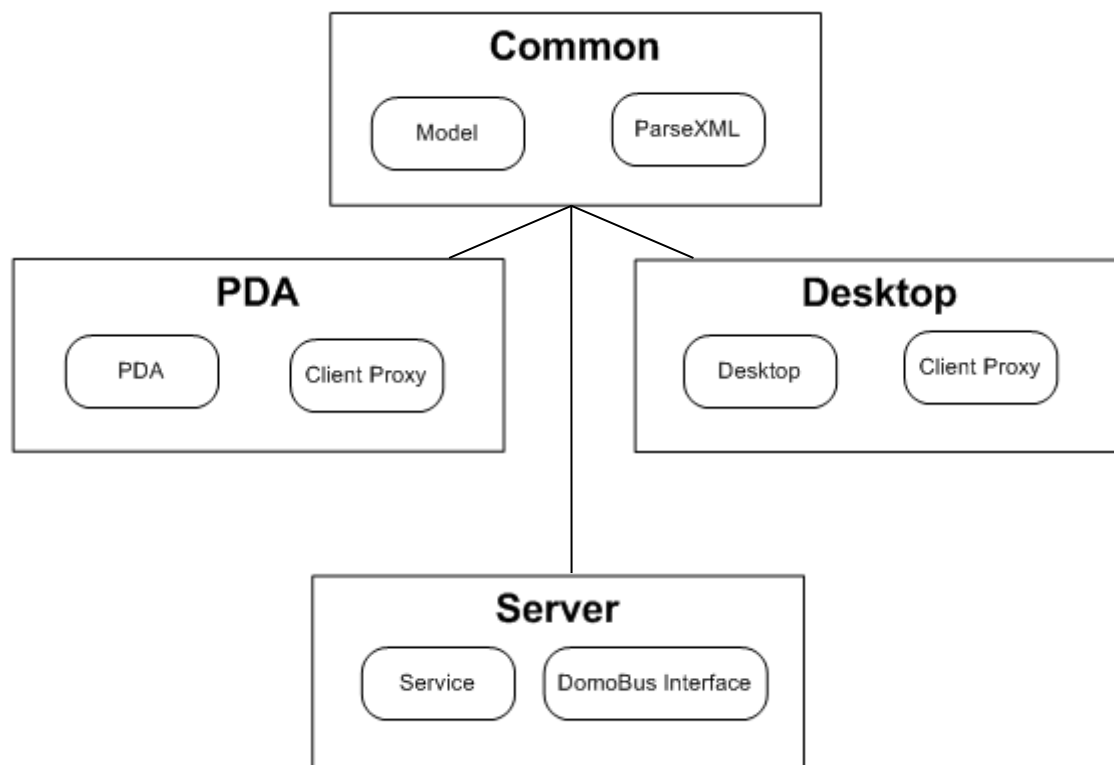 Common
Model
ParseXML
PDA
PDA
Client Proxy
Desktop
Desktop
Client Proxy
Server
Service
DomoBus Interface